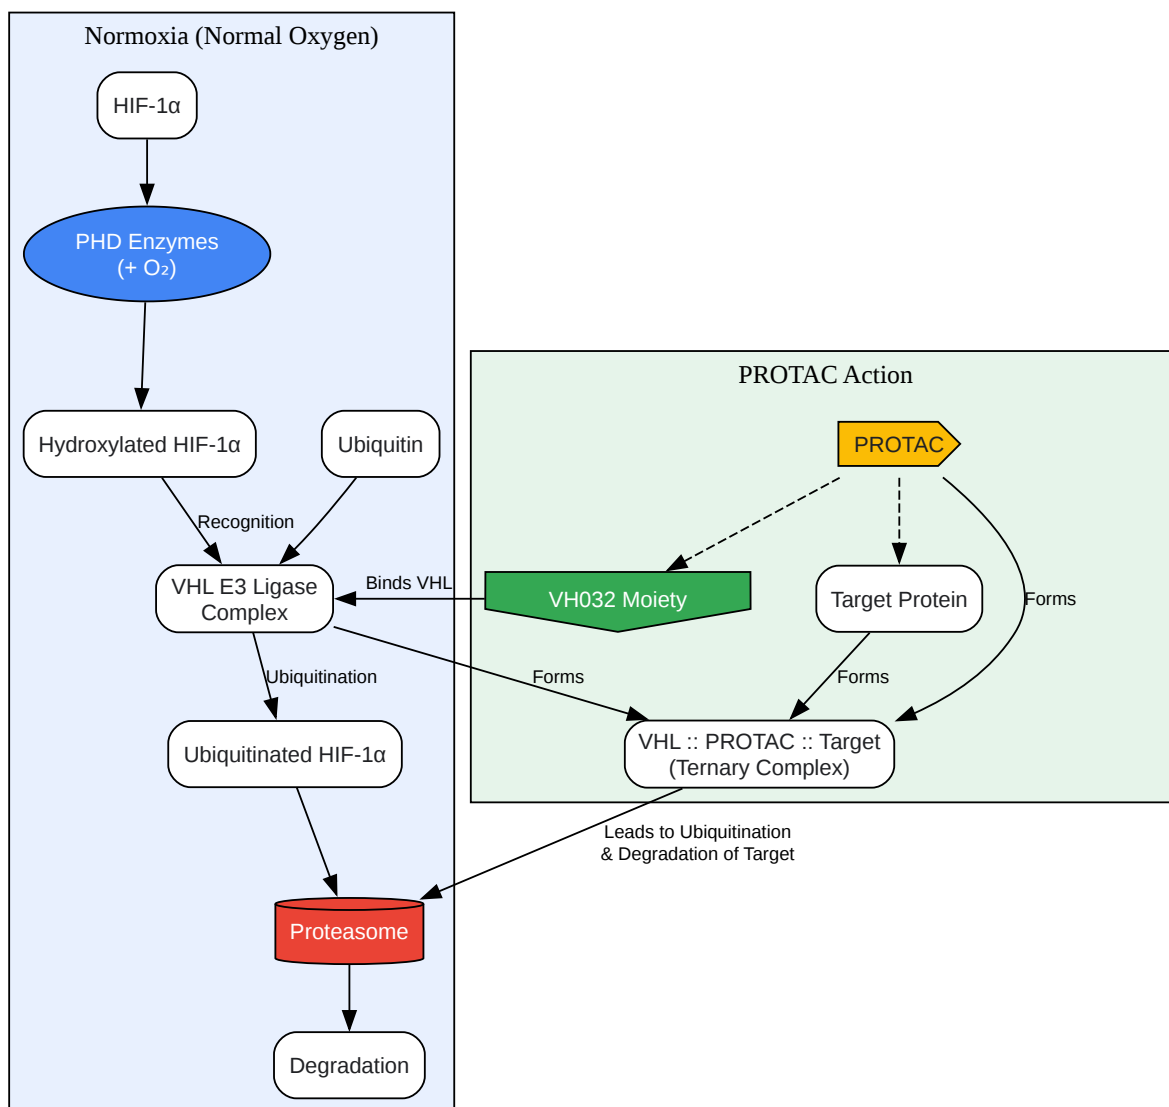 Normoxia (Normal Oxygen)
HIF-1α
PHD Enzymes
(+ O₂)
Hydroxylated HIF-1α
Ubiquitin
Recognition
VHL E3 Ligase
Complex
Ubiquitination
Ubiquitinated HIF-1α
Proteasome
Degradation
PROTAC Action
PROTAC
Binds VHL
VH032 Moiety
Target Protein
Forms
Forms
Forms
VHL :: PROTAC :: Target
(Ternary Complex)
Leads to Ubiquitination
& Degradation of Target